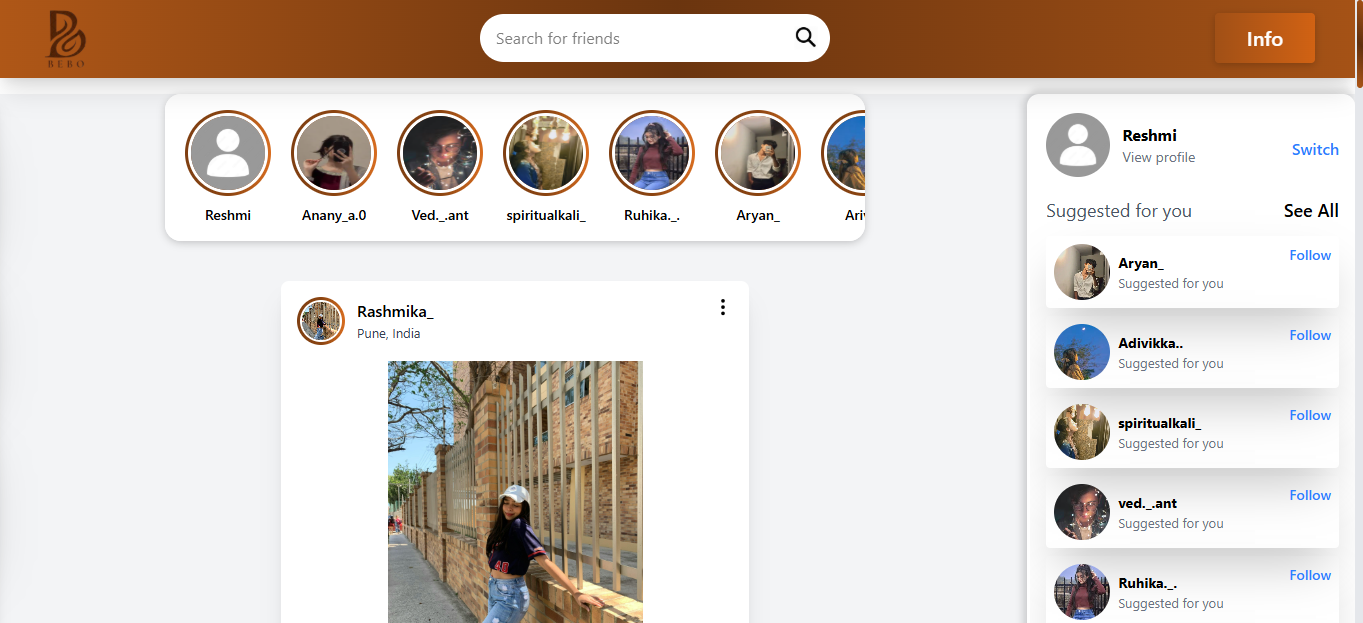 BEBO
Search for friends
Info
Reshmi
Anany_a.0
Ved._.ant
spiritualkali_
Ruhika._.
Aryan_
Rashmika_
Pune, India
Reshmi
View profile
Switch
Suggested for you
See All
Aryan_
Follow
Suggested for you
Adivikka..
Follow
Suggested for you
spiritualkali_
Follow
Suggested for you
ved._.ant
Follow
Suggested for you
Ruhika._.
Follow
Suggested for you